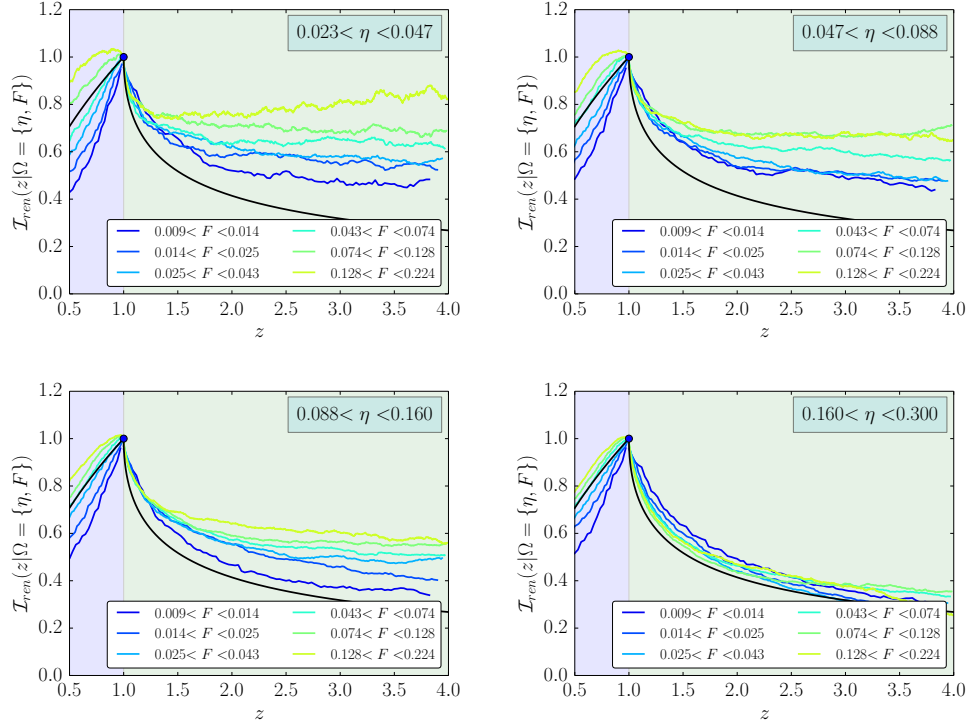 0.023< η <0.047
1.2
1.0
0.8
0.6
0.4
0.2
0.0
I_ren(z|Ω = {η, F})
0.009< F <0.014
0.014< F <0.025
0.025< F <0.043
0.043< F <0.074
0.074< F <0.128
0.128< F <0.224
0.5 1.0 1.5 2.0 2.5 3.0 3.5 4.0
z
0.047< η <0.088
1.2
1.0
0.8
0.6
0.4
0.2
0.0
I_ren(z|Ω = {η, F})
0.009< F <0.014
0.014< F <0.025
0.025< F <0.043
0.043< F <0.074
0.074< F <0.128
0.128< F <0.224
0.5 1.0 1.5 2.0 2.5 3.0 3.5 4.0
z
0.088< η <0.160
1.2
1.0
0.8
0.6
0.4
0.2
0.0
I_ren(z|Ω = {η, F})
0.009< F <0.014
0.014< F <0.025
0.025< F <0.043
0.043< F <0.074
0.074< F <0.128
0.128< F <0.224
0.5 1.0 1.5 2.0 2.5 3.0 3.5 4.0
z
0.160< η <0.300
1.2
1.0
0.8
0.6
0.4
0.2
0.0
I_ren(z|Ω = {η, F})
0.009< F <0.014
0.014< F <0.025
0.025< F <0.043
0.043< F <0.074
0.074< F <0.128
0.128< F <0.224
0.5 1.0 1.5 2.0 2.5 3.0 3.5 4.0
z